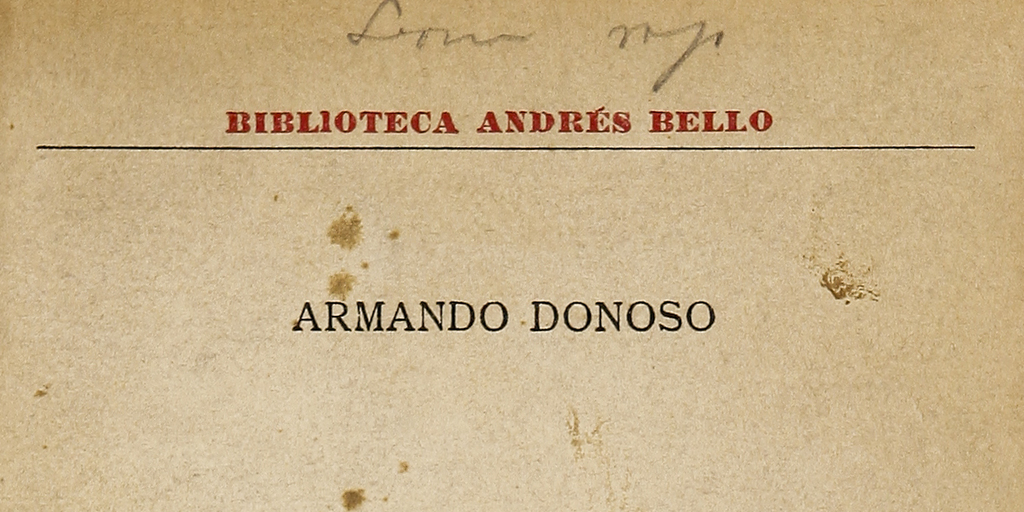 BIBLIOTECA ANDRÉS BELLO
ARMANDO DONOSO